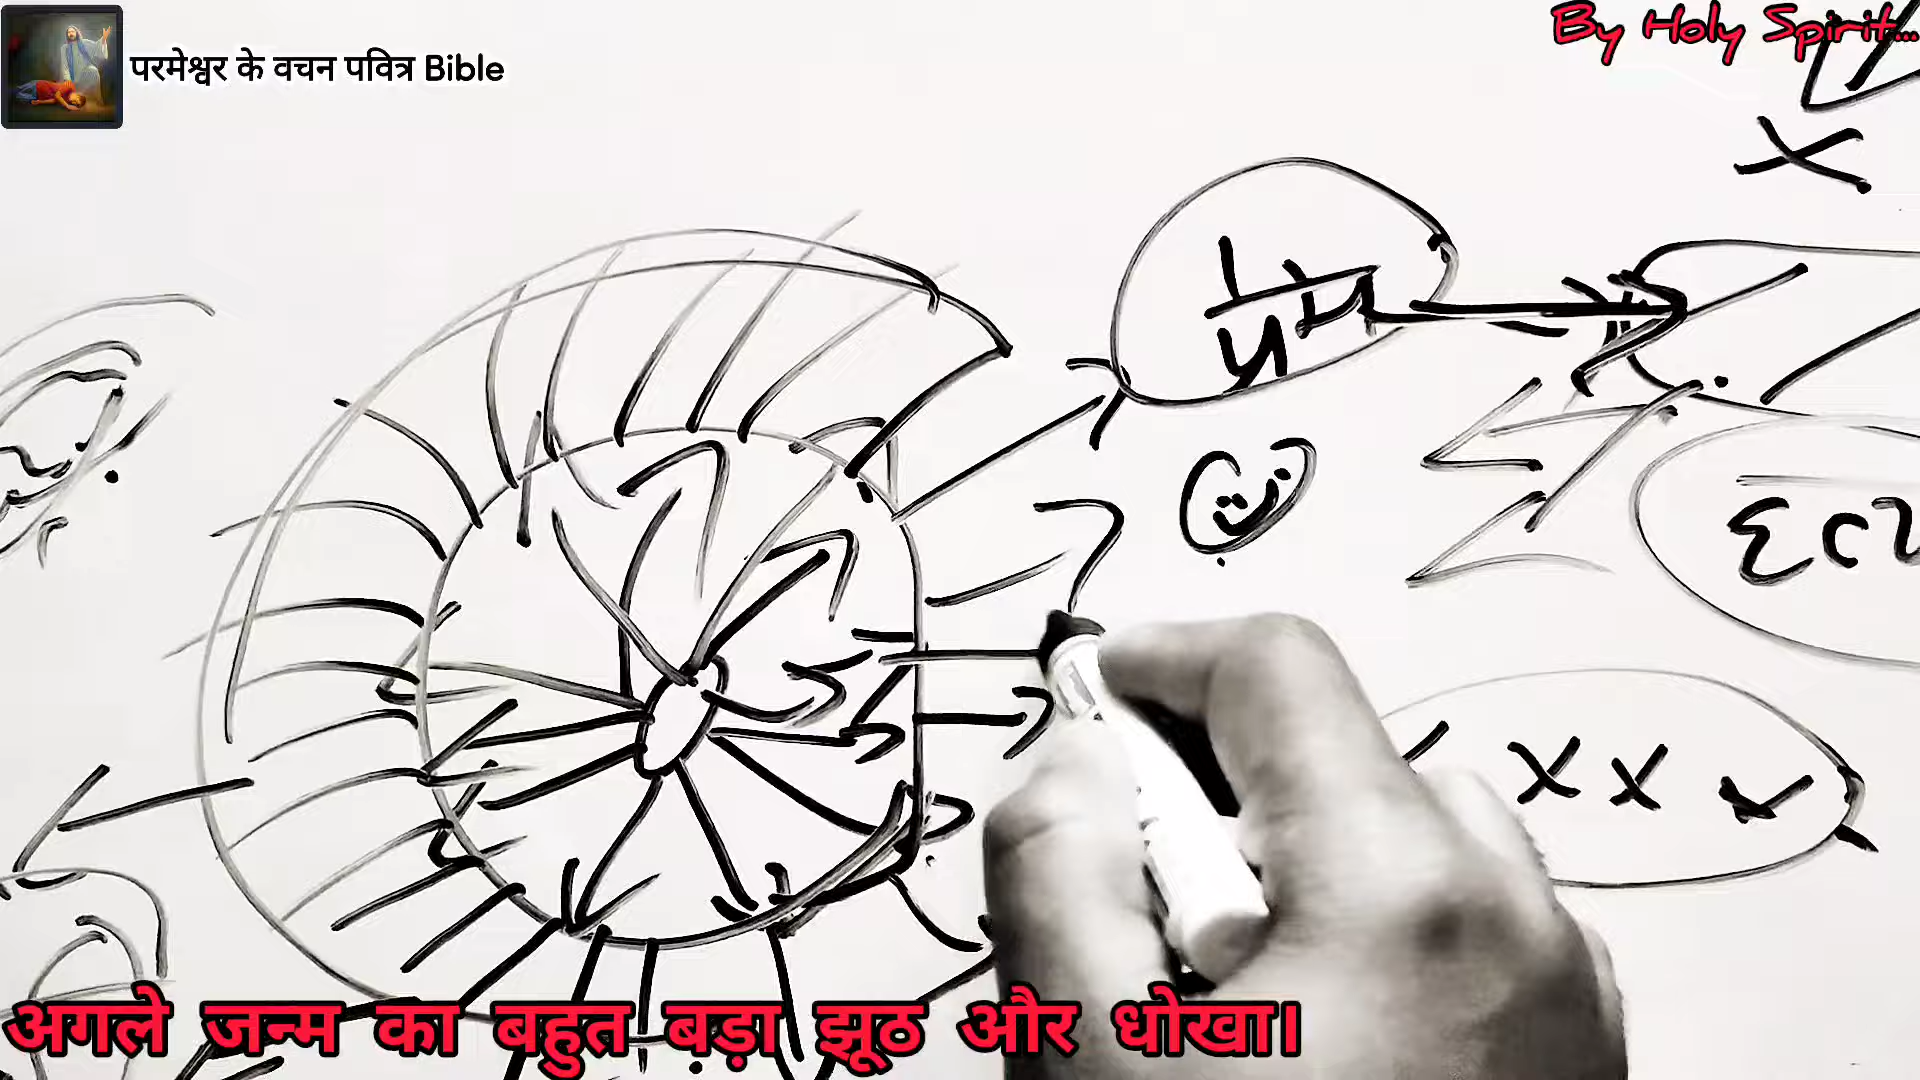 By Holy Spirit...
परमेश्वर के वचन पवित्र Bible
X
X X X
अगले जन्म का बहुत बड़ा झूठ और धोखा।